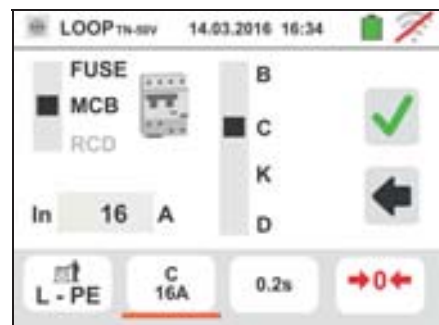 LOOP TN-50V 14.03.2016 16:34
FUSE
MCB
RCD
B
C
K
D
In 16 A
L - PE
C
16A
0.2s
→0←